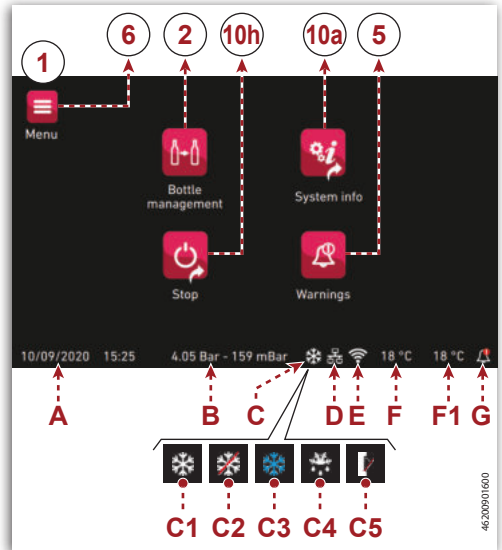 6 2 10h 10a 5
1
Menu
Bottle
management
System info
Stop
Warnings
10/09/2020 15:25 4.05 Bar - 159 mBar 18 °C 18 °C
A B C D E F F1 G
C1 C2 C3 C4 C5
46200901600